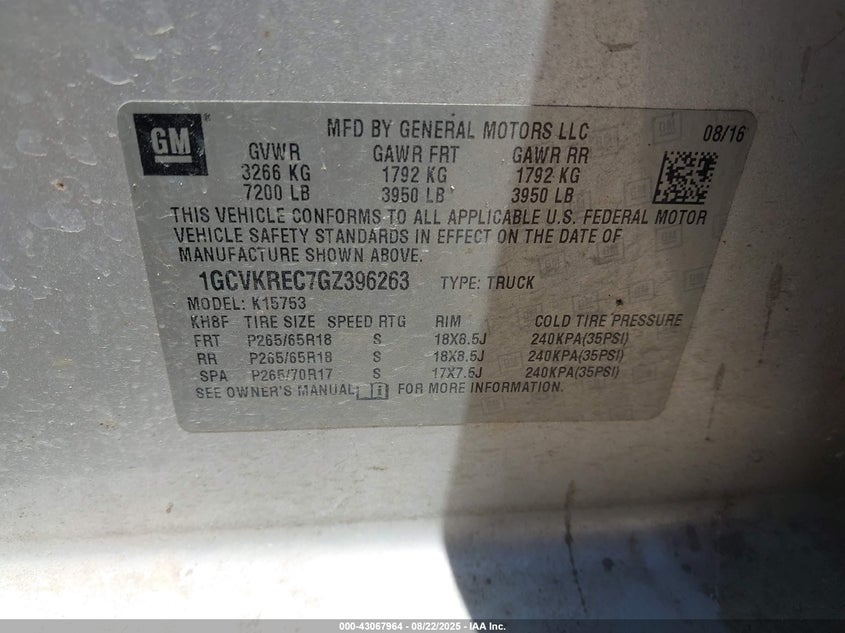 GM
MFD BY GENERAL MOTORS LLC 08/16
GVWR GAWR FRT GAWR RR
3266 KG 1792 KG 1792 KG
7200 LB 3950 LB 3950 LB
THIS VEHICLE CONFORMS TO ALL APPLICABLE U.S. FEDERAL MOTOR
VEHICLE SAFETY STANDARDS IN EFFECT ON THE DATE OF
MANUFACTURE SHOWN ABOVE.
1GCVKREC7GZ396263 TYPE: TRUCK
MODEL: K15753
KH8F TIRE SIZE SPEED RTG RIM COLD TIRE PRESSURE
FRT P265/65R18 S 18X8.5J 240KPA(35PSI)
RR P265/65R18 S 18X8.5J 240KPA(35PSI)
SPA P265/70R17 S 17X7.5J 240KPA(35PSI)
SEE OWNER'S MANUAL i FOR MORE INFORMATION.
000-43067964 - 08/22/2025 - IAA Inc.